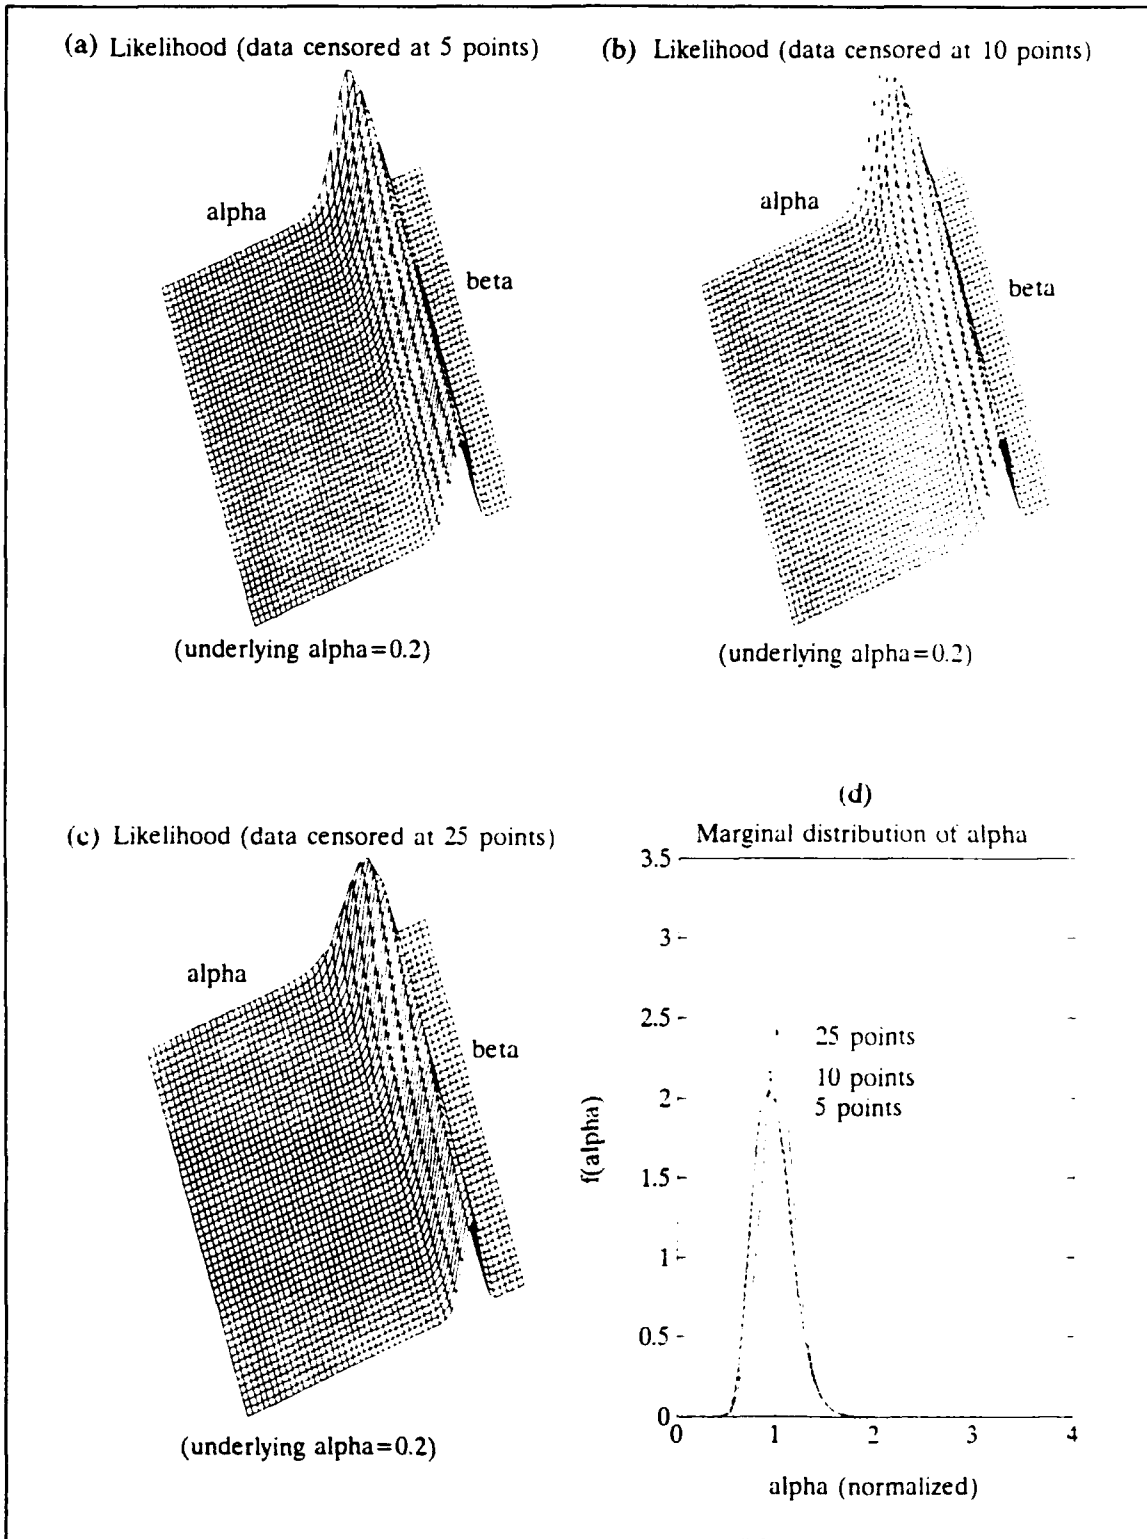 (a) Likelihood (data censored at 5 points)
alpha
beta
(underlying alpha=0.2)
(b) Likelihood (data censored at 10 points)
alpha
beta
(underlying alpha=0.2)
(c) Likelihood (data censored at 25 points)
alpha
beta
(underlying alpha=0.2)
(d)
Marginal distribution of alpha
3.5
3
2.5
2
1.5
1
0.5
0
f(alpha)
25 points
10 points
5 points
0 1 2 3 4
alpha (normalized)